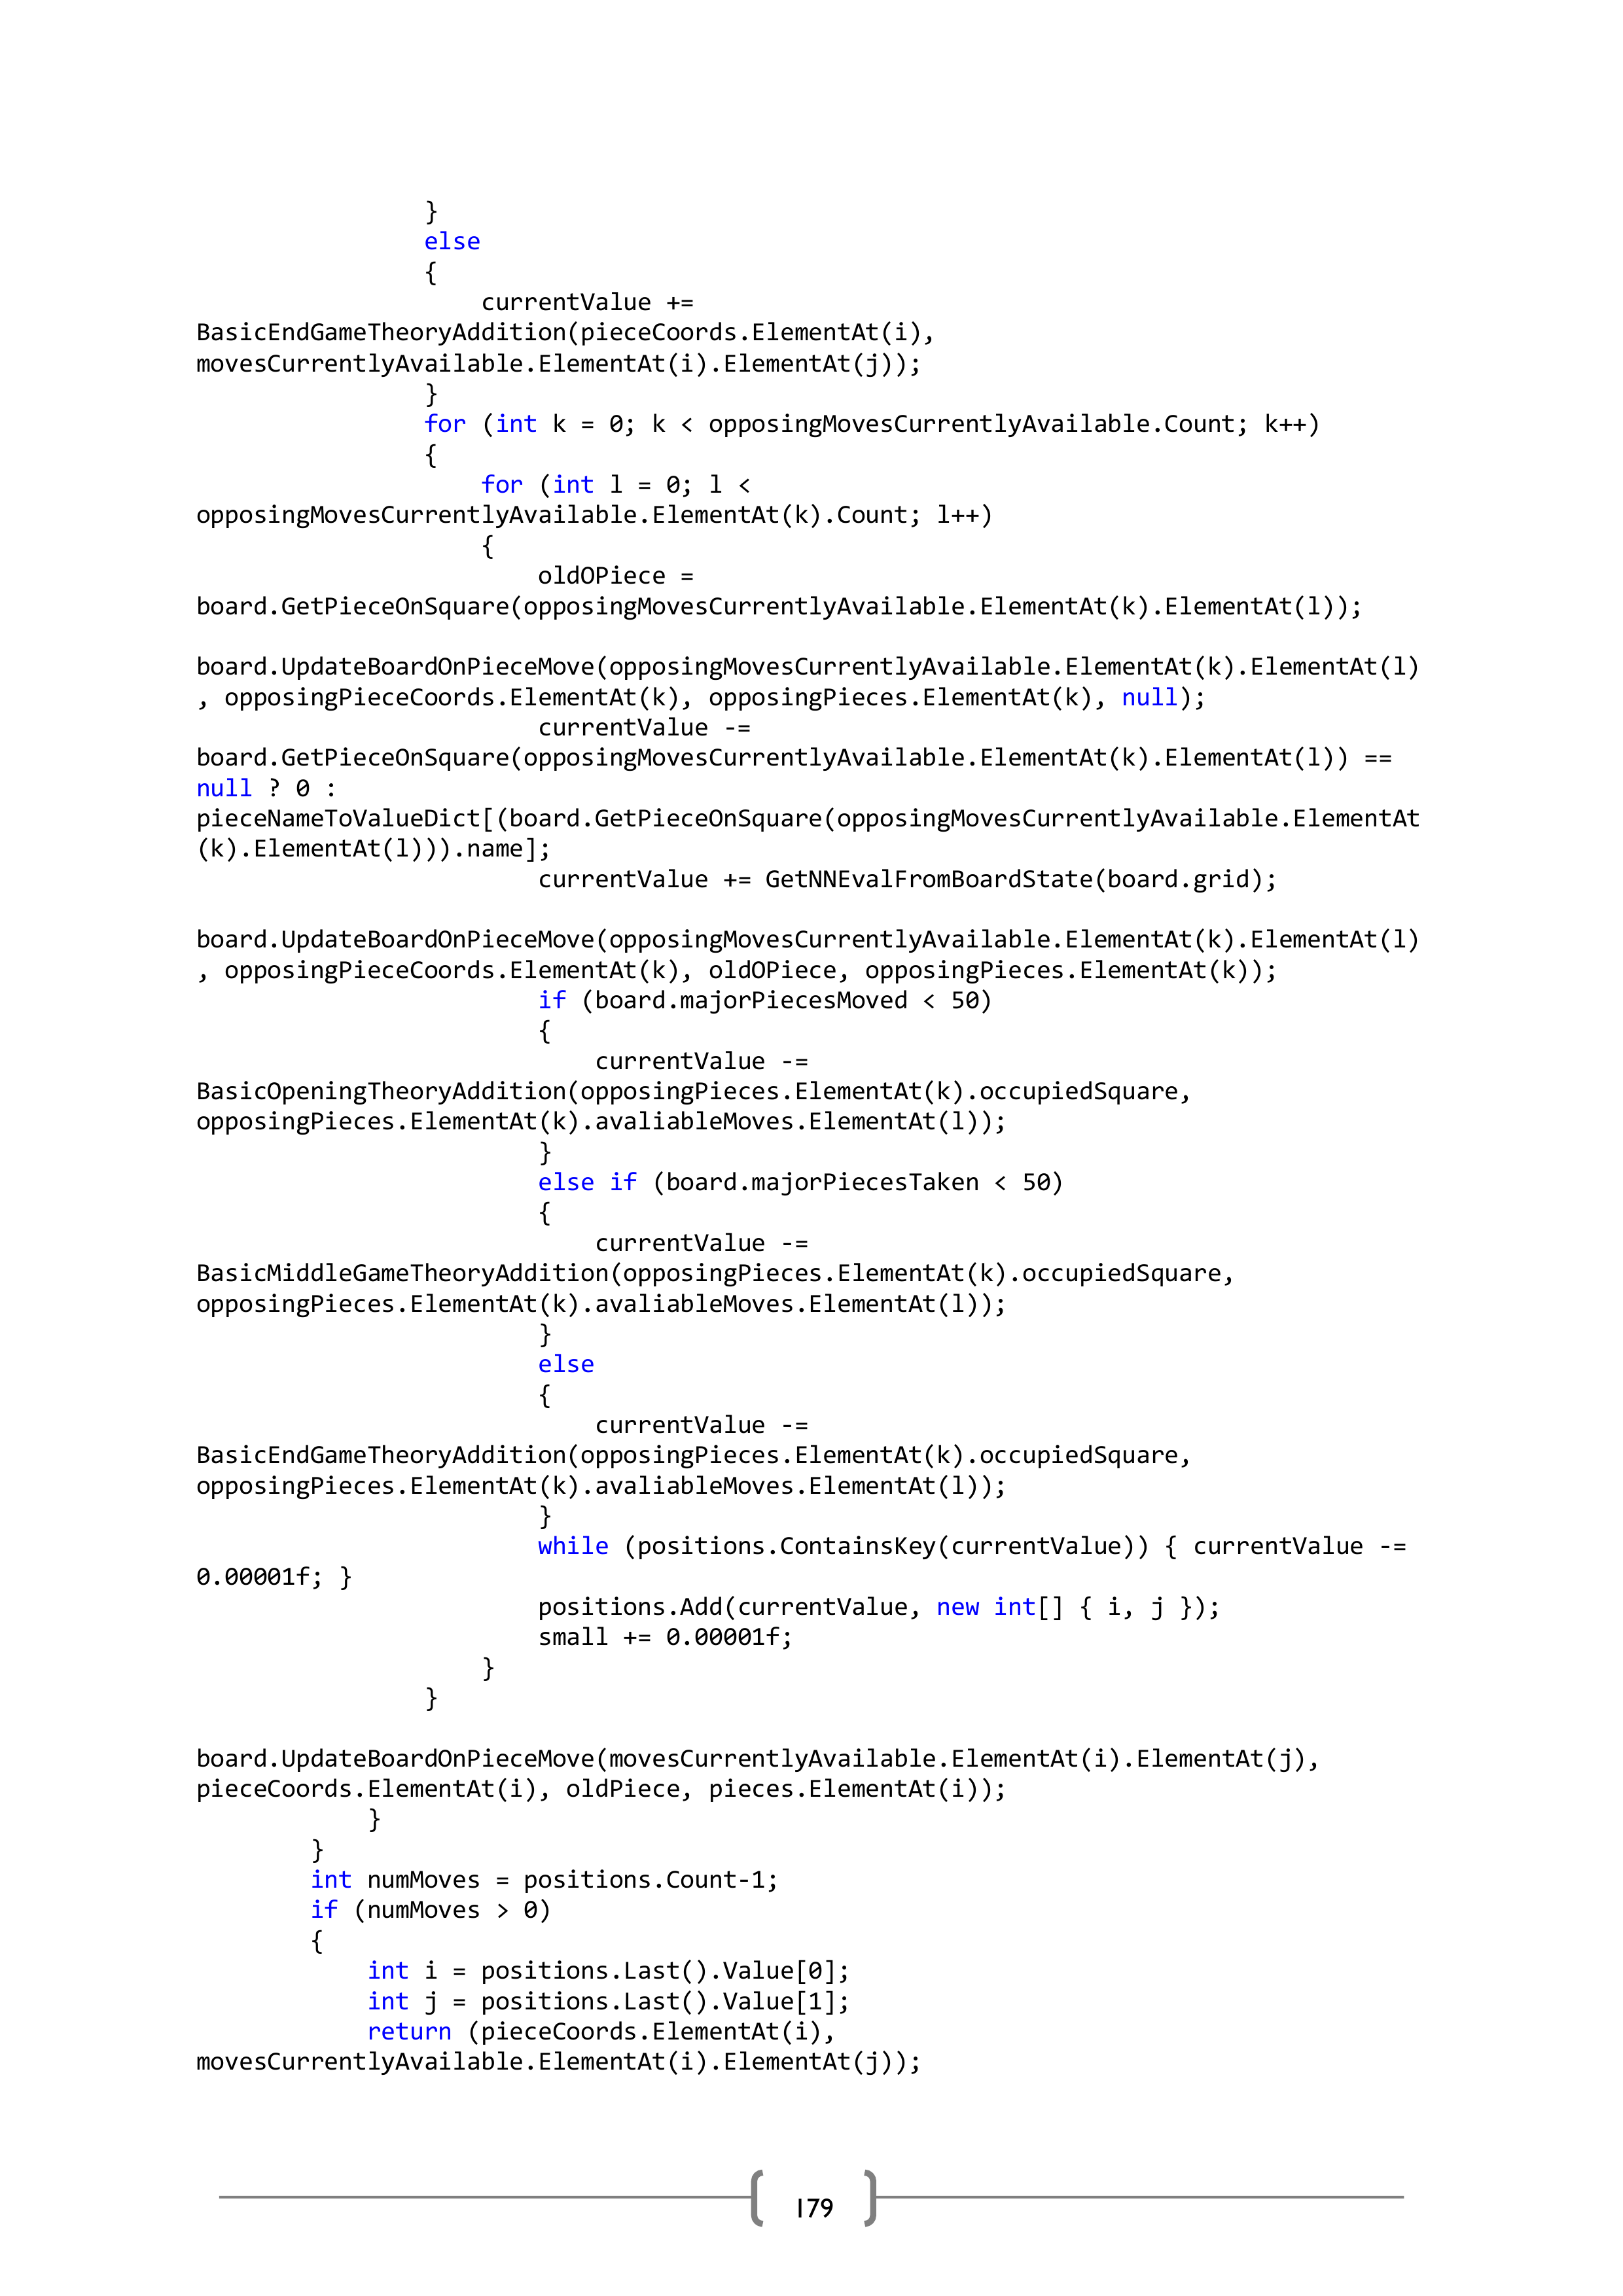 }
else
{
currentValue +=
BasicEndGameTheoryAddition(pieceCoords.ElementAt(i),
movesCurrentlyAvailable.ElementAt(i).ElementAt(j));
}
for (int k = 0; k < opposingMovesCurrentlyAvailable.Count; k++)
{
for (int l = 0; l <
opposingMovesCurrentlyAvailable.ElementAt(k).Count; l++)
{
oldOPiece =
board.GetPieceOnSquare(opposingMovesCurrentlyAvailable.ElementAt(k).ElementAt(l));
board.UpdateBoardOnPieceMove(opposingMovesCurrentlyAvailable.ElementAt(k).ElementAt(l)
, opposingPieceCoords.ElementAt(k), opposingPieces.ElementAt(k), null);
currentValue -=
board.GetPieceOnSquare(opposingMovesCurrentlyAvailable.ElementAt(k).ElementAt(l)) ==
null ? 0 :
pieceNameToValueDict[(board.GetPieceOnSquare(opposingMovesCurrentlyAvailable.ElementAt
(k).ElementAt(l))).name];
currentValue += GetNNEvalFromBoardState(board.grid);
board.UpdateBoardOnPieceMove(opposingMovesCurrentlyAvailable.ElementAt(k).ElementAt(l)
, opposingPieceCoords.ElementAt(k), oldOPiece, opposingPieces.ElementAt(k));
if (board.majorPiecesMoved < 50)
{
currentValue -=
BasicOpeningTheoryAddition(opposingPieces.ElementAt(k).occupiedSquare,
opposingPieces.ElementAt(k).avaliableMoves.ElementAt(l));
}
else if (board.majorPiecesTaken < 50)
{
currentValue -=
BasicMiddleGameTheoryAddition(opposingPieces.ElementAt(k).occupiedSquare,
opposingPieces.ElementAt(k).avaliableMoves.ElementAt(l));
}
else
{
currentValue -=
BasicEndGameTheoryAddition(opposingPieces.ElementAt(k).occupiedSquare,
opposingPieces.ElementAt(k).avaliableMoves.ElementAt(l));
}
while (positions.ContainsKey(currentValue)) { currentValue -=
0.00001f; }
positions.Add(currentValue, new int[] { i, j });
small += 0.00001f;
}
}
board.UpdateBoardOnPieceMove(movesCurrentlyAvailable.ElementAt(i).ElementAt(j),
pieceCoords.ElementAt(i), oldPiece, pieces.ElementAt(i));
}
}
int numMoves = positions.Count-1;
if (numMoves > 0)
{
int i = positions.Last().Value[0];
int j = positions.Last().Value[1];
return (pieceCoords.ElementAt(i),
movesCurrentlyAvailable.ElementAt(i).ElementAt(j));
179